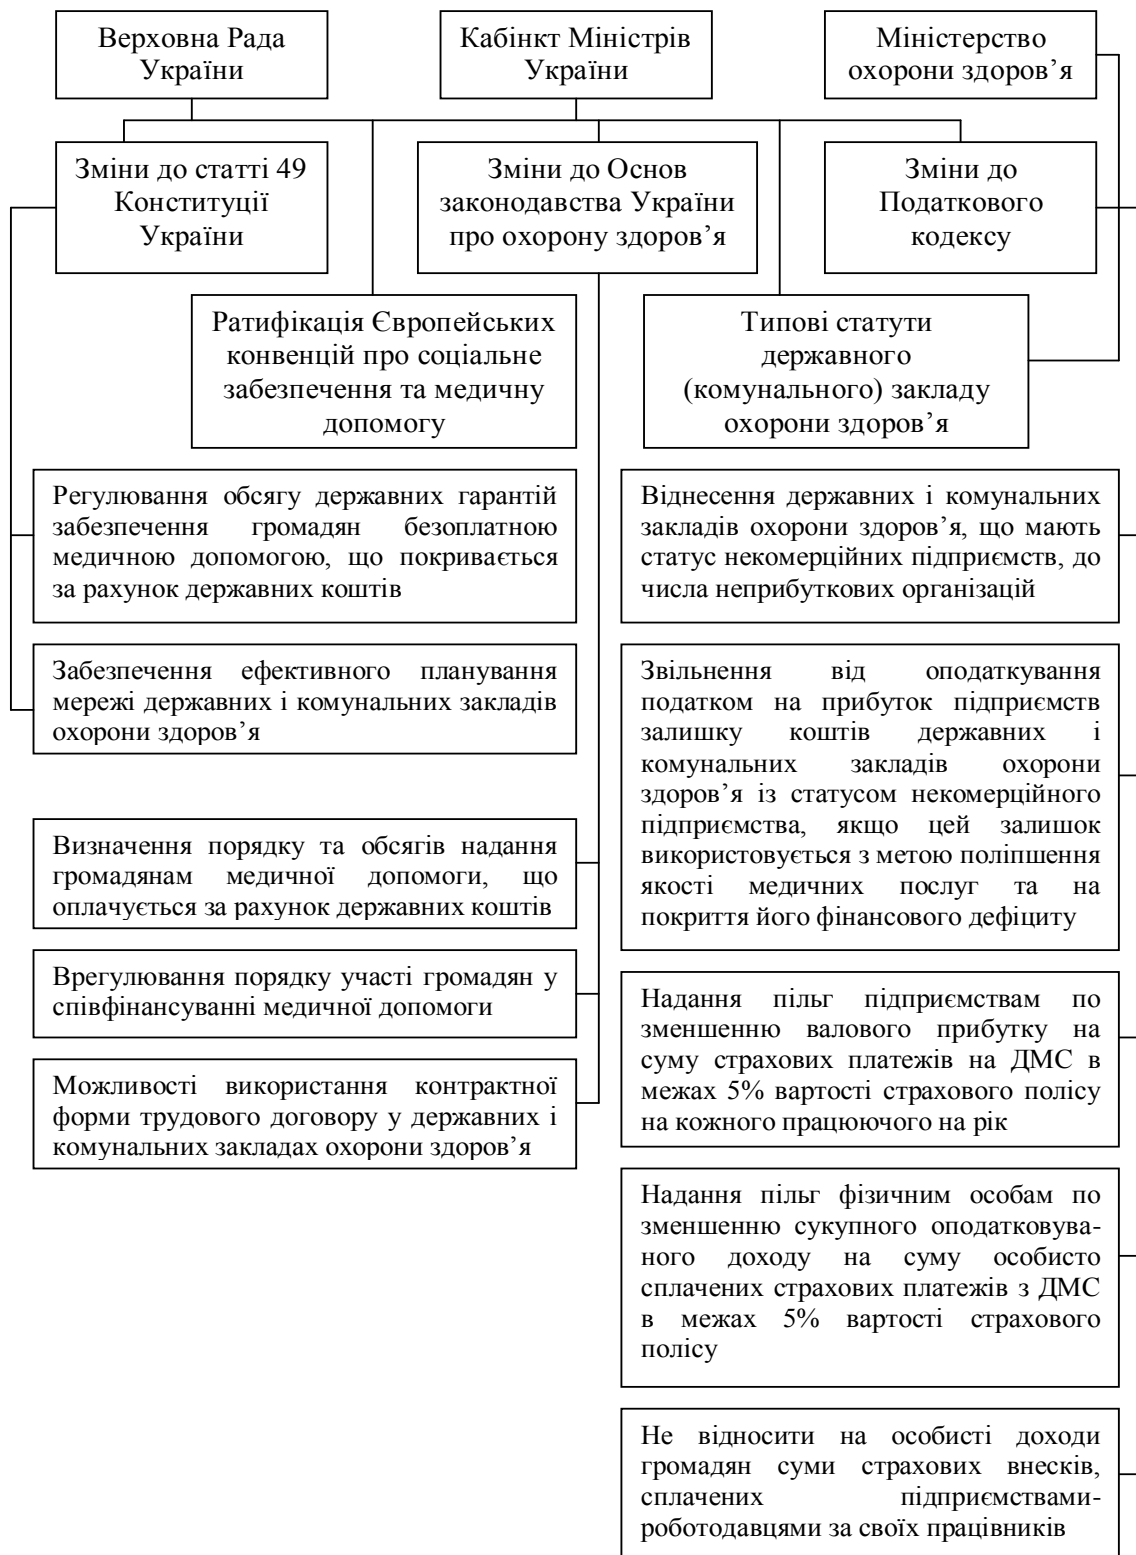 Верховна Рада
України
Кабінкт Міністрів
України
Міністерство
охорони здоров’я
Зміни до статті 49
Конституції
України
Зміни до Основ
законодавства України
про охорону здоров’я
Зміни до
Податкового
кодексу
Ратифікація Європейських
конвенцій про соціальне
забезпечення та медичну
допомогу
Типові статути
державного
(комунального) закладу
охорони здоров’я
Регулювання обсягу державних гарантій
забезпечення громадян безоплатною
медичною допомогою, що покривається
за рахунок державних коштів
Забезпечення ефективного планування
мережі державних і комунальних закладів
охорони здоров’я
Визначення порядку та обсягів надання
громадянам медичної допомоги, що
оплачується за рахунок державних коштів
Врегулювання порядку участі громадян у
співфінансуванні медичної допомоги
Можливості використання контрактної
форми трудового договору у державних і
комунальних закладах охорони здоров’я
Віднесення державних і комунальних
закладів охорони здоров’я, що мають
статус некомерційних підприємств, до
числа неприбуткових організацій
Звільнення від оподаткування
податком на прибуток підприємств
залишку коштів державних і
комунальних закладів охорони
здоров’я із статусом некомерційного
підприємства, якщо цей залишок
використовується з метою поліпшення
якості медичних послуг та на
покриття його фінансового дефіциту
Надання пільг підприємствам по
зменшенню валового прибутку на
суму страхових платежів на ДМС в
межах 5% вартості страхового полісу
на кожного працюючого на рік
Надання пільг фізичним особам по
зменшенню сукупного оподатковува-
ного доходу на суму особисто
сплачених страхових платежів з ДМС
в межах 5% вартості страхового
полісу
Не відносити на особисті доходи
громадян суми страхових внесків,
сплачених підприємствами-
роботодавцями за своїх працівників